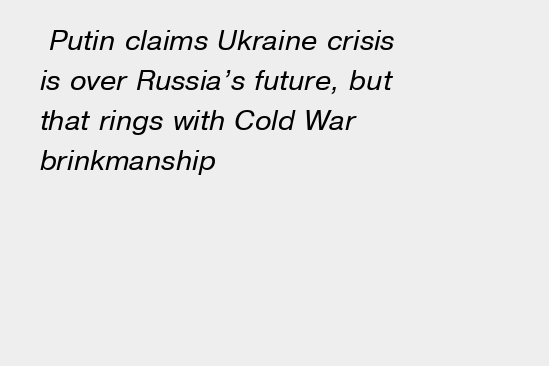 Putin claims Ukraine crisis
is over Russia’s future, but
that rings with Cold War
brinkmanship